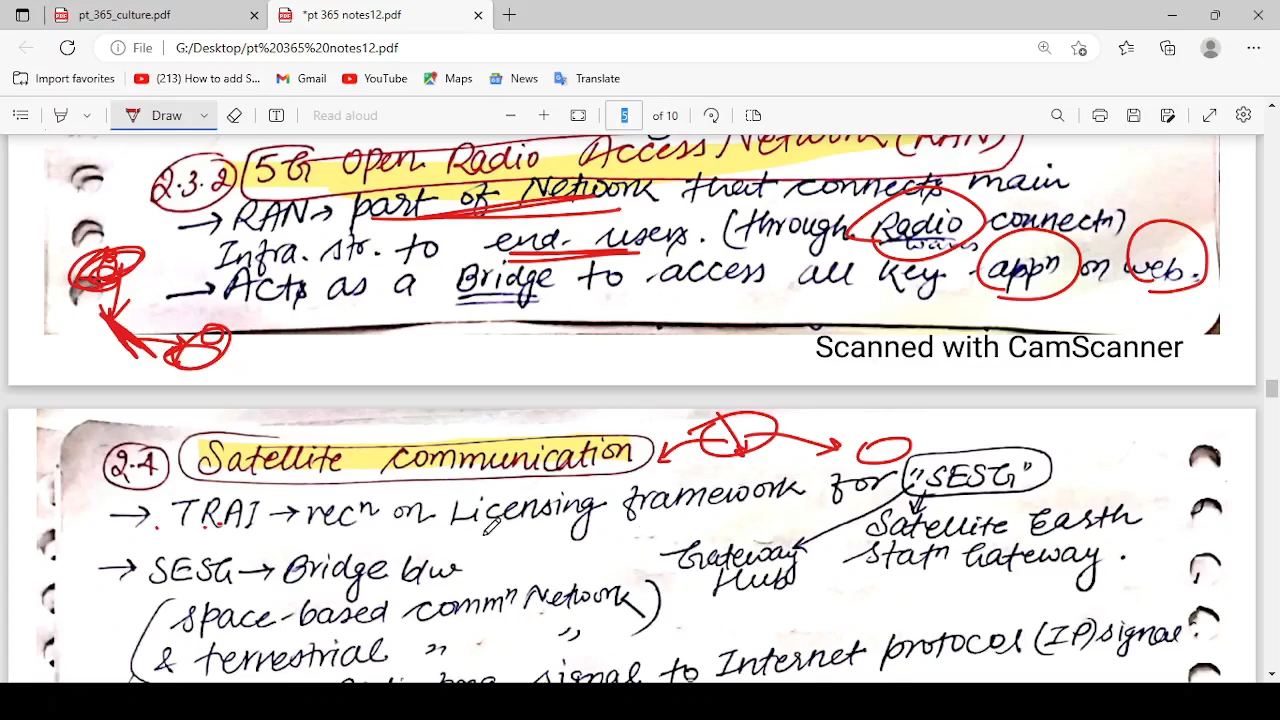 pt_365_culture.pdf
*pt 365 notes12.pdf
File G:/Desktop/pt%20365%20notes12.pdf
Import favorites (213) How to add S... Gmail YouTube Maps News Translate
Draw Read aloud 5 of 10
2.3.2 5G Open Radio Access Network (RAN)
→ RAN → part of Network that connects main
Infra. str. to end-users. (through Radio connectn)
waves
→ Acts as a Bridge to access all key appn on web.
Scanned with CamScanner
2.4 Satellite communication
→ TRAI → recn on Licensing framework for "SESG"
Satellite Earth
Statn Gateway.
Gateway
Hub
→ SESG → Bridge b/w
(space-based commn Network)
& terrestrial " "
signal to Internet protocol (IP) signal.